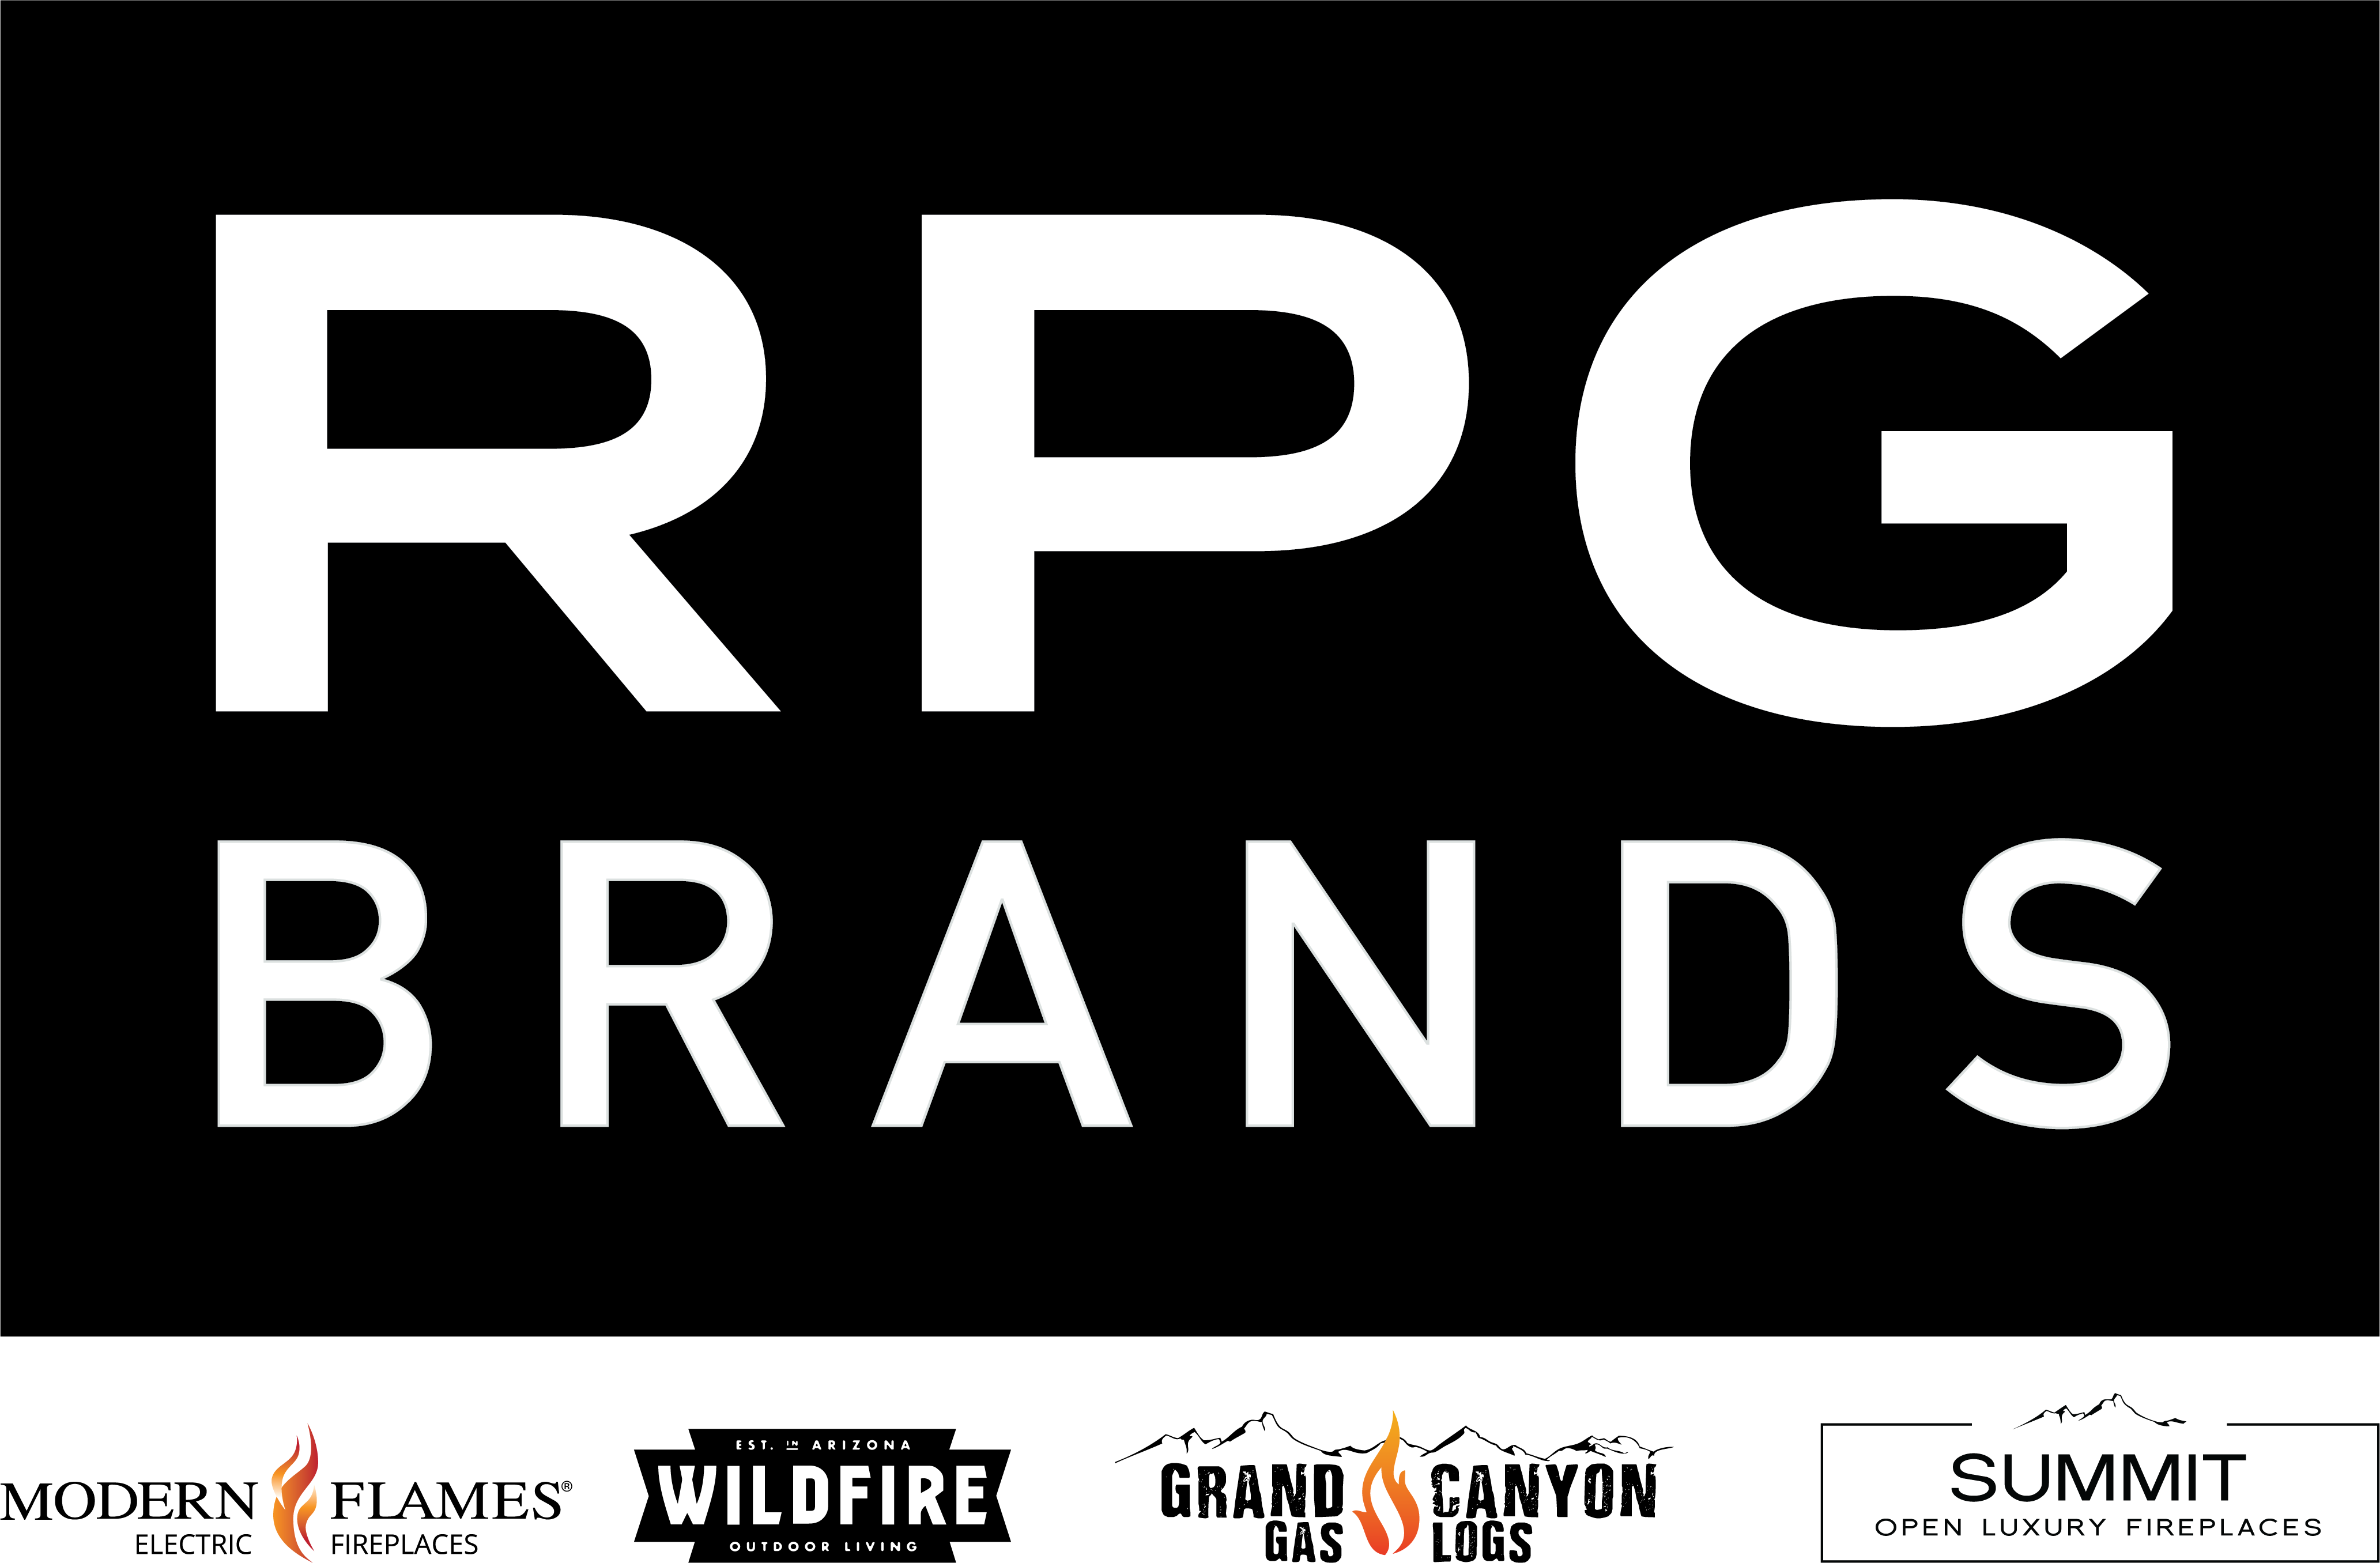 RPG
BRANDS
MODERN FLAMES®
ELECTRIC FIREPLACES
EST. IN ARIZONA
WILDFIRE
OUTDOOR LIVING
GRAND CANYON
GAS LOGS
SUMMIT
OPEN LUXURY FIREPLACES